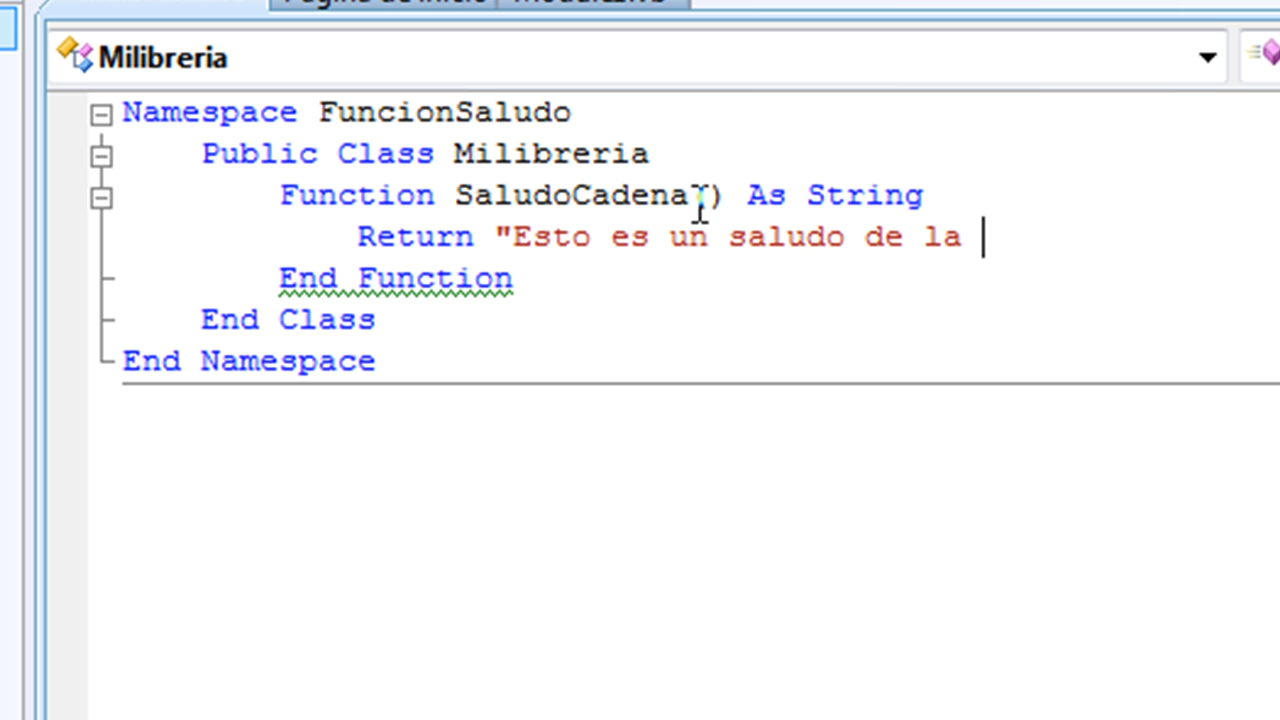 Milibreria
Namespace FuncionSaludo
Public Class Milibreria
Function SaludoCadena() As String
Return "Esto es un saludo de la
End Function
End Class
End Namespace